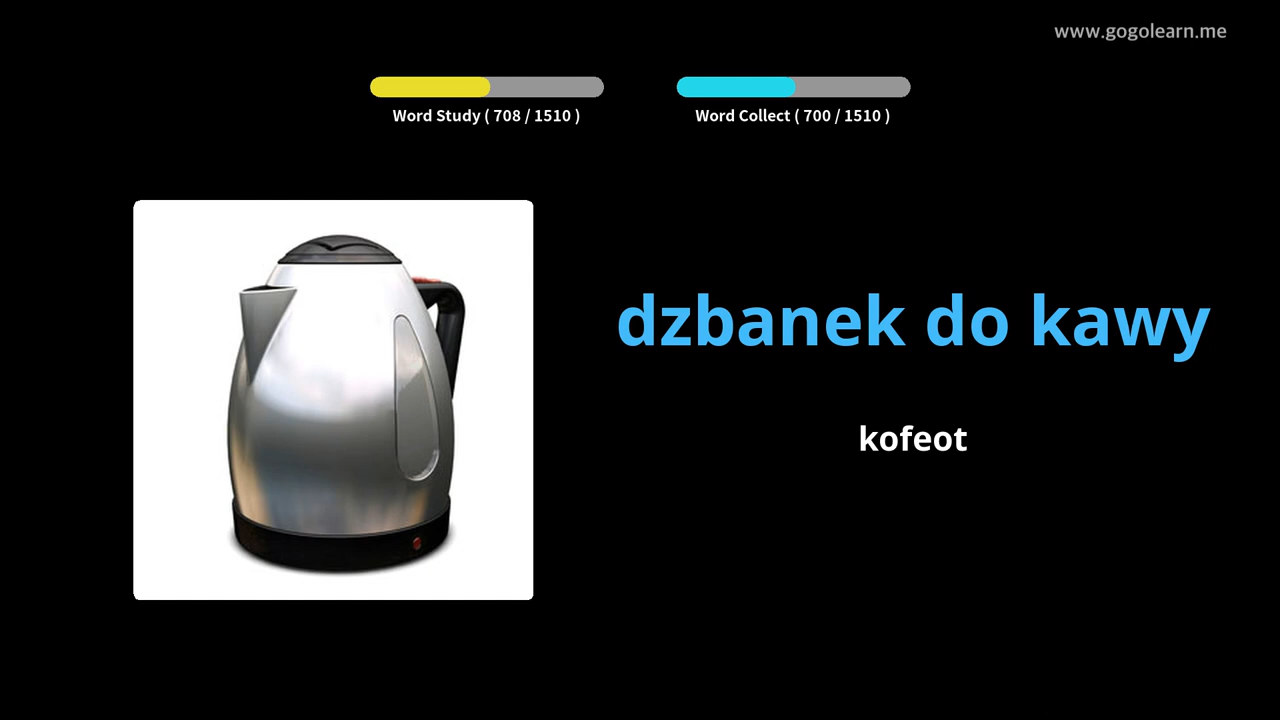 www.gogolearn.me
Word Study ( 708 / 1510 )
Word Collect ( 700 / 1510 )
dzbanek do kawy
kofeot